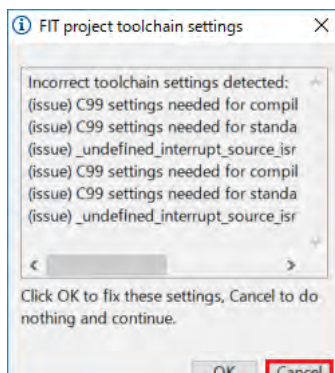 FIT project toolchain settings
Incorrect toolchain settings detected:
(issue) C99 settings needed for compil
(issue) C99 settings needed for standa
(issue) _undefined_interrupt_source_isr
(issue) C99 settings needed for compil
(issue) C99 settings needed for standa
(issue) _undefined_interrupt_source_isr
Click OK to fix these settings, Cancel to do
nothing and continue.
OK Cancel